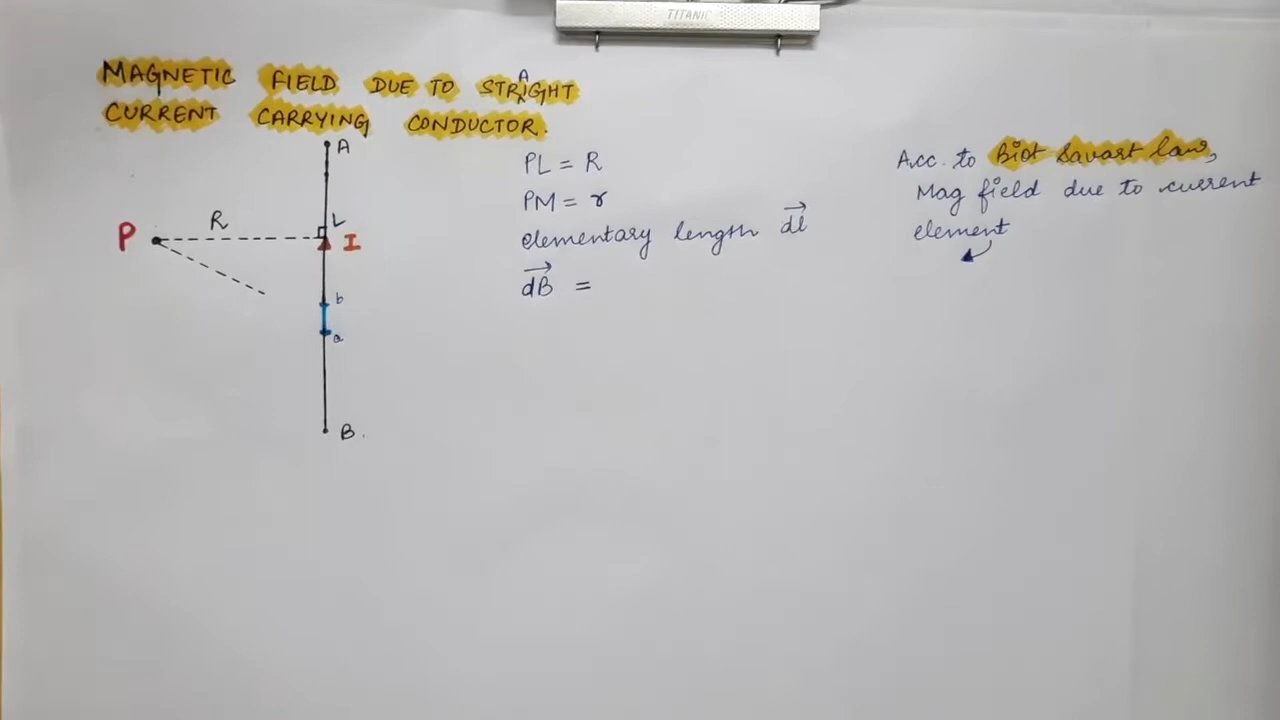 TITANIC
MAGNETIC FIELD DUE TO STRAIGHT
CURRENT CARRYING CONDUCTOR.
A
P
R
L
I
b
a
B.
PL = R
PM = r
elementary length dl⃗
dB⃗ =
Acc. to Biot Savart law,
Mag field due to current
element